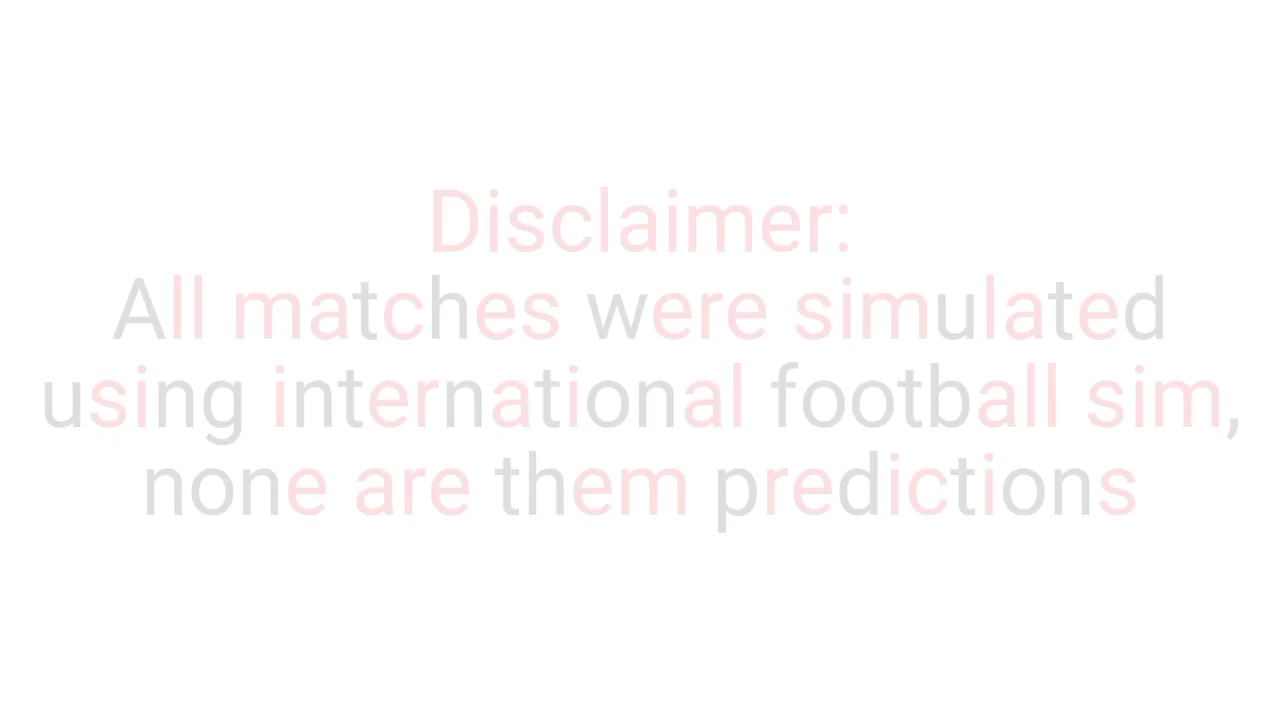 Disclaimer:
All matches were simulated
using international football sim,
none are them predictions